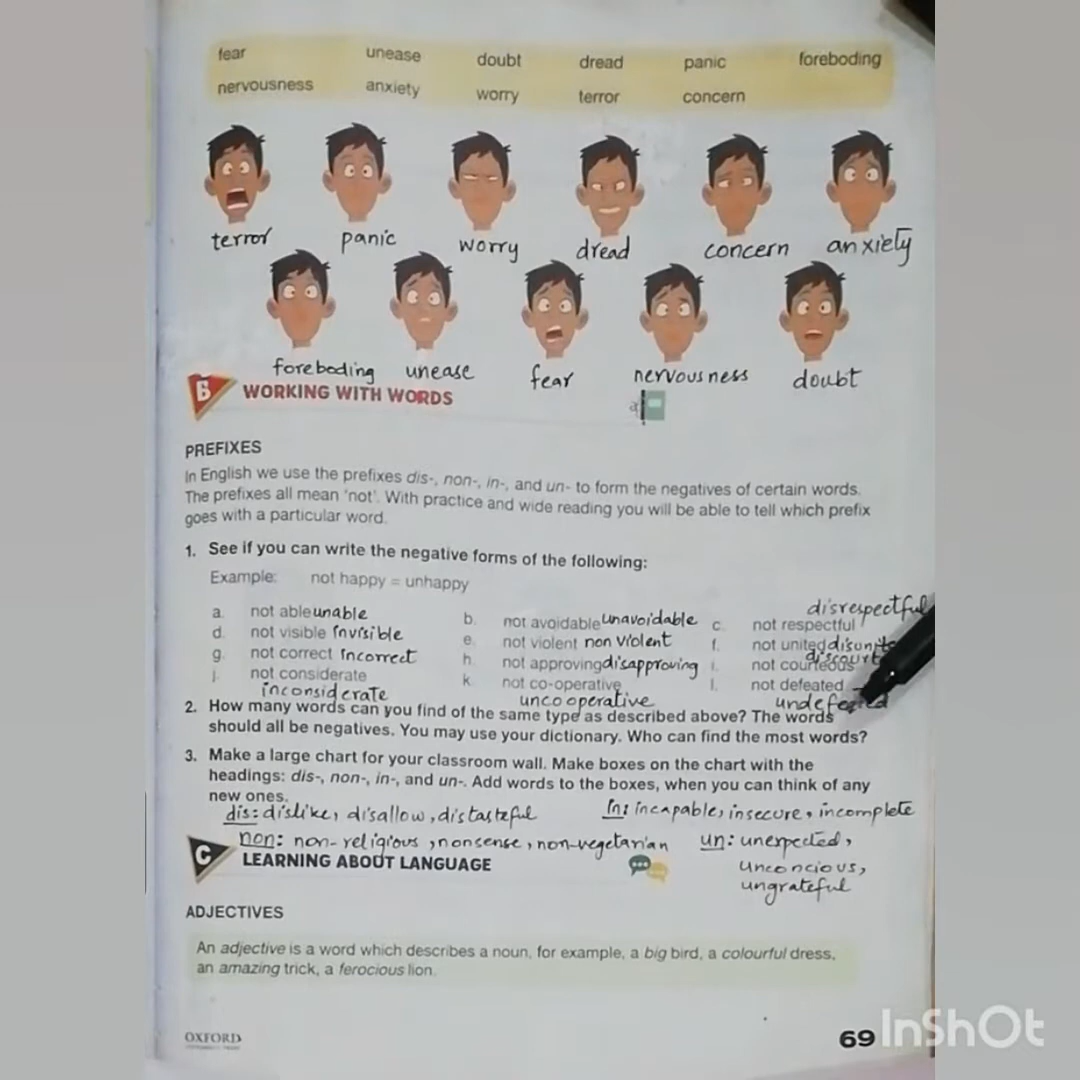 fear unease doubt dread panic foreboding
nervousness anxiety worry terror concern
terror panic worry dread concern anxiety
foreboding unease fear nervousness doubt
B WORKING WITH WORDS
PREFIXES
In English we use the prefixes dis-, non-, in-, and un- to form the negatives of certain words.
The prefixes all mean 'not'. With practice and wide reading you will be able to tell which prefix
goes with a particular word.
1. See if you can write the negative forms of the following:
Example: not happy = unhappy
disrespectful
a. not able unable b. not avoidable unavoidable c. not respectful
d. not visible invisible e. not violent non violent f. not united
g. not correct incorrect h. not approving disapproving i. not courteous
j. not considerate k. not co-operative l. not defeated
inconsiderate uncooperative
2. How many words can you find of the same type as described above? The words
should all be negatives. You may use your dictionary. Who can find the most words?
3. Make a large chart for your classroom wall. Make boxes on the chart with the
headings: dis-, non-, in-, and un-. Add words to the boxes, when you can think of any
new ones.
dis: dislike, disallow, distasteful In: incapable, insecure, incomplete
non: non-religious, nonsense, non-vegetarian un: unexpected,
unconcious,
ungrateful
C LEARNING ABOUT LANGUAGE
ADJECTIVES
An adjective is a word which describes a noun, for example, a big bird, a colourful dress,
an amazing trick, a ferocious lion.
OXFORD
69
InShOt